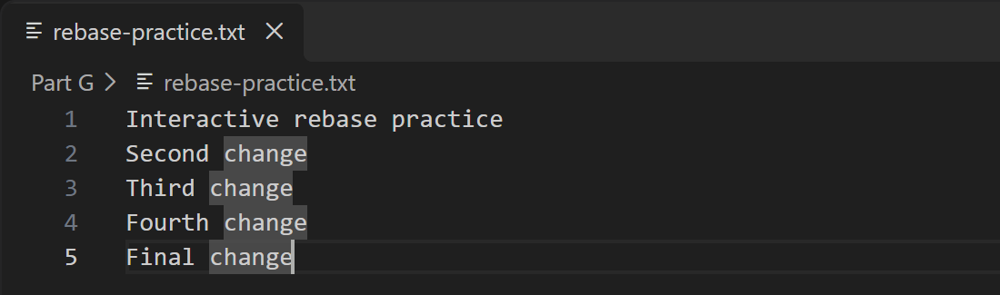 rebase-practice.txt
Part G > rebase-practice.txt
1 Interactive rebase practice
2 Second change
3 Third change
4 Fourth change
5 Final change